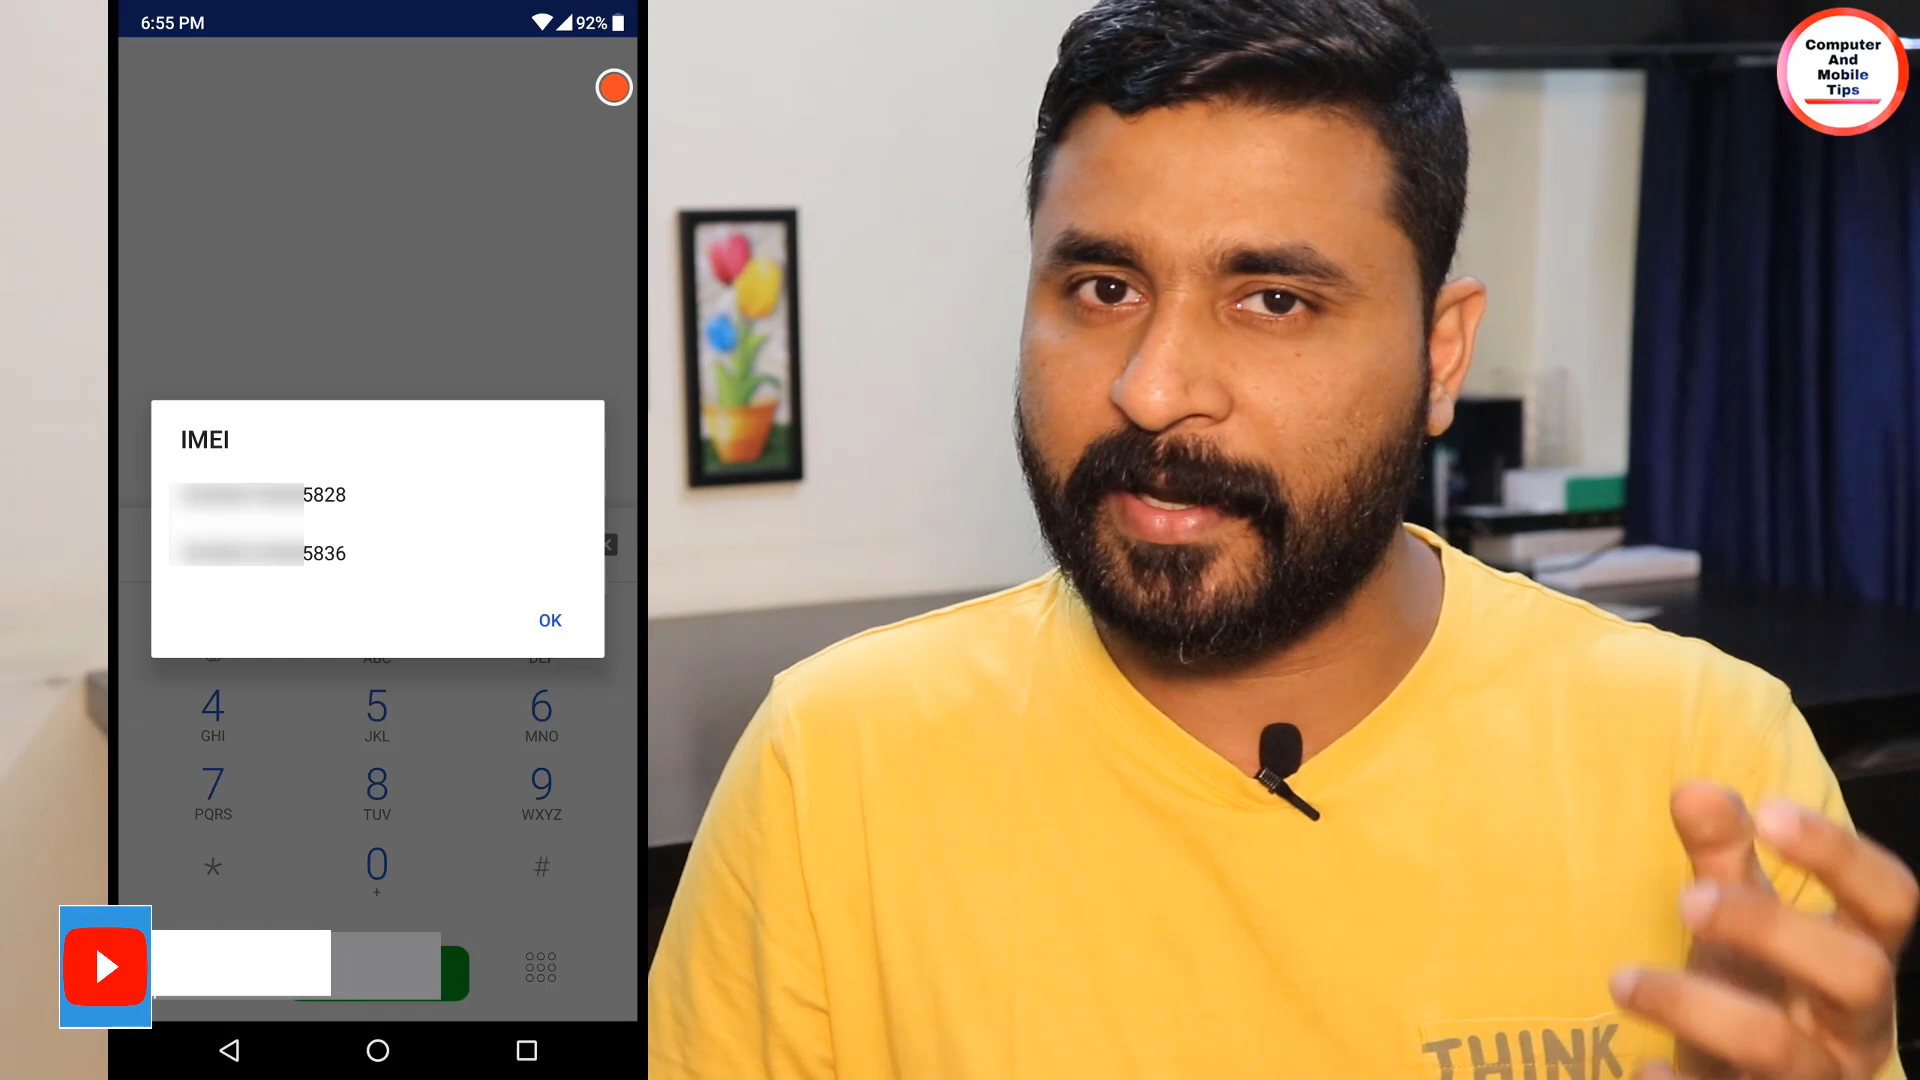 6:55 PM
92%
Computer
And
Mobile
Tips
IMEI
5828
5836
OK
4
GHI
5
JKL
6
MNO
7
PQRS
8
TUV
9
WXYZ
*
0
+
#
THINK